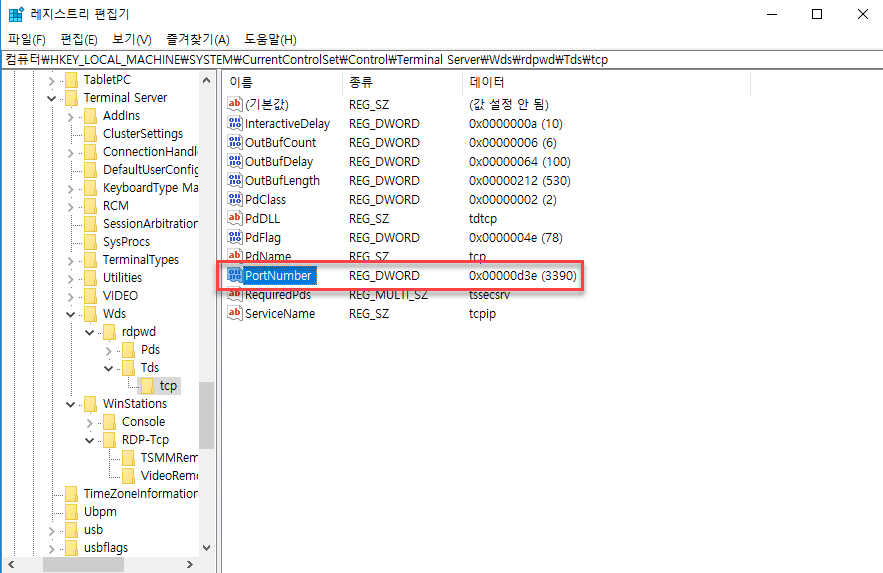 레지스트리 편집기
파일(F) 편집(E) 보기(V) 즐겨찾기(A) 도움말(H)
컴퓨터₩HKEY_LOCAL_MACHINE₩SYSTEM₩CurrentControlSet₩Control₩Terminal Server₩Wds₩rdpwd₩Tds₩tcp
TabletPC
Terminal Server
AddIns
ClusterSettings
ConnectionHandl
DefaultUserConfig
KeyboardType Ma
RCM
SessionArbitration
SysProcs
TerminalTypes
Utilities
VIDEO
Wds
rdpwd
Pds
Tds
tcp
WinStations
Console
RDP-Tcp
TSMMRem
VideoRemo
TimeZoneInformation
Ubpm
usb
usbflags
이름 종류 데이터
(기본값) REG_SZ (값 설정 안 됨)
InteractiveDelay REG_DWORD 0x0000000a (10)
OutBufCount REG_DWORD 0x00000006 (6)
OutBufDelay REG_DWORD 0x00000064 (100)
OutBufLength REG_DWORD 0x00000212 (530)
PdClass REG_DWORD 0x00000002 (2)
PdDLL REG_SZ tdtcp
PdFlag REG_DWORD 0x0000004e (78)
PdName REG_SZ tcp
PortNumber REG_DWORD 0x00000d3e (3390)
RequiredPds REG_MULTI_SZ tssecsrv
ServiceName REG_SZ tcpip